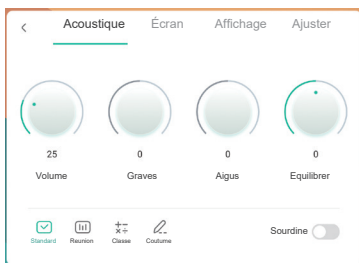 Acoustique Écran Affichage Ajuster
25 0 0 0
Volume Graves Aigus Equilibrer
Standard Reunion Classe Coutume Sourdine